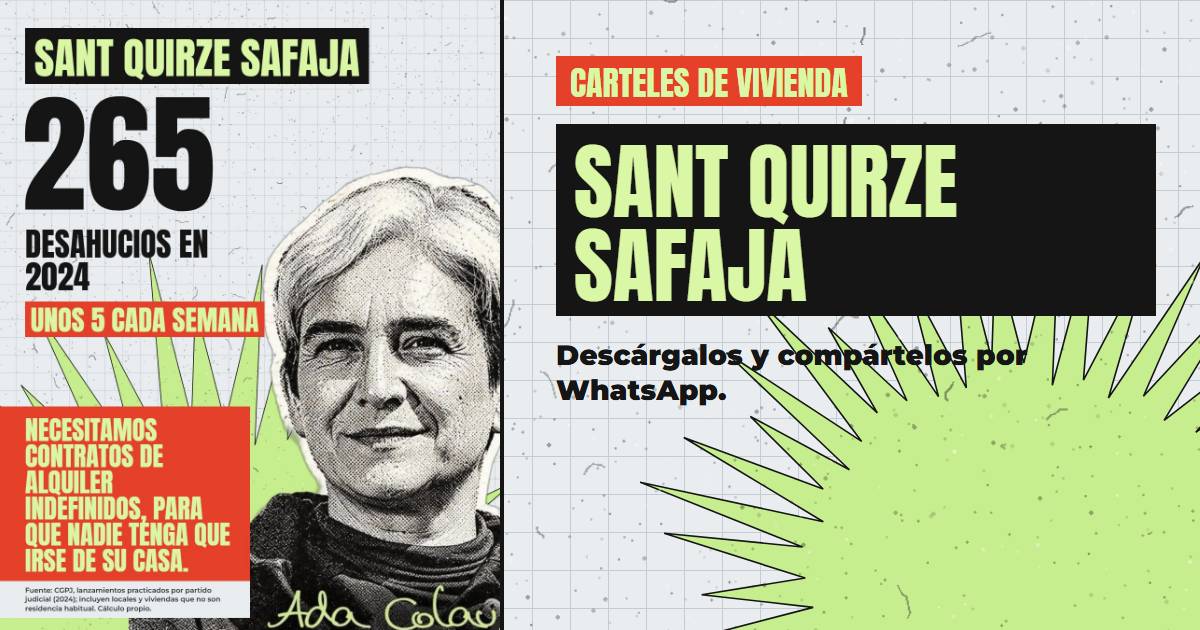 SANT QUIRZE SAFAJA
265
DESAHUCIOS EN
2024
UNOS 5 CADA SEMANA
NECESITAMOS
CONTRATOS DE
ALQUILER
INDEFINIDOS, PARA
QUE NADIE TENGA QUE
IRSE DE SU CASA.
Fuente: CGPJ, lanzamientos practicados por partido
judicial (2024); incluyen locales y viviendas que no son
residencia habitual. Cálculo propio.
Ada Colau
CARTELES DE VIVIENDA
SANT QUIRZE
SAFAJA
Descárgalos y compártelos por
WhatsApp.